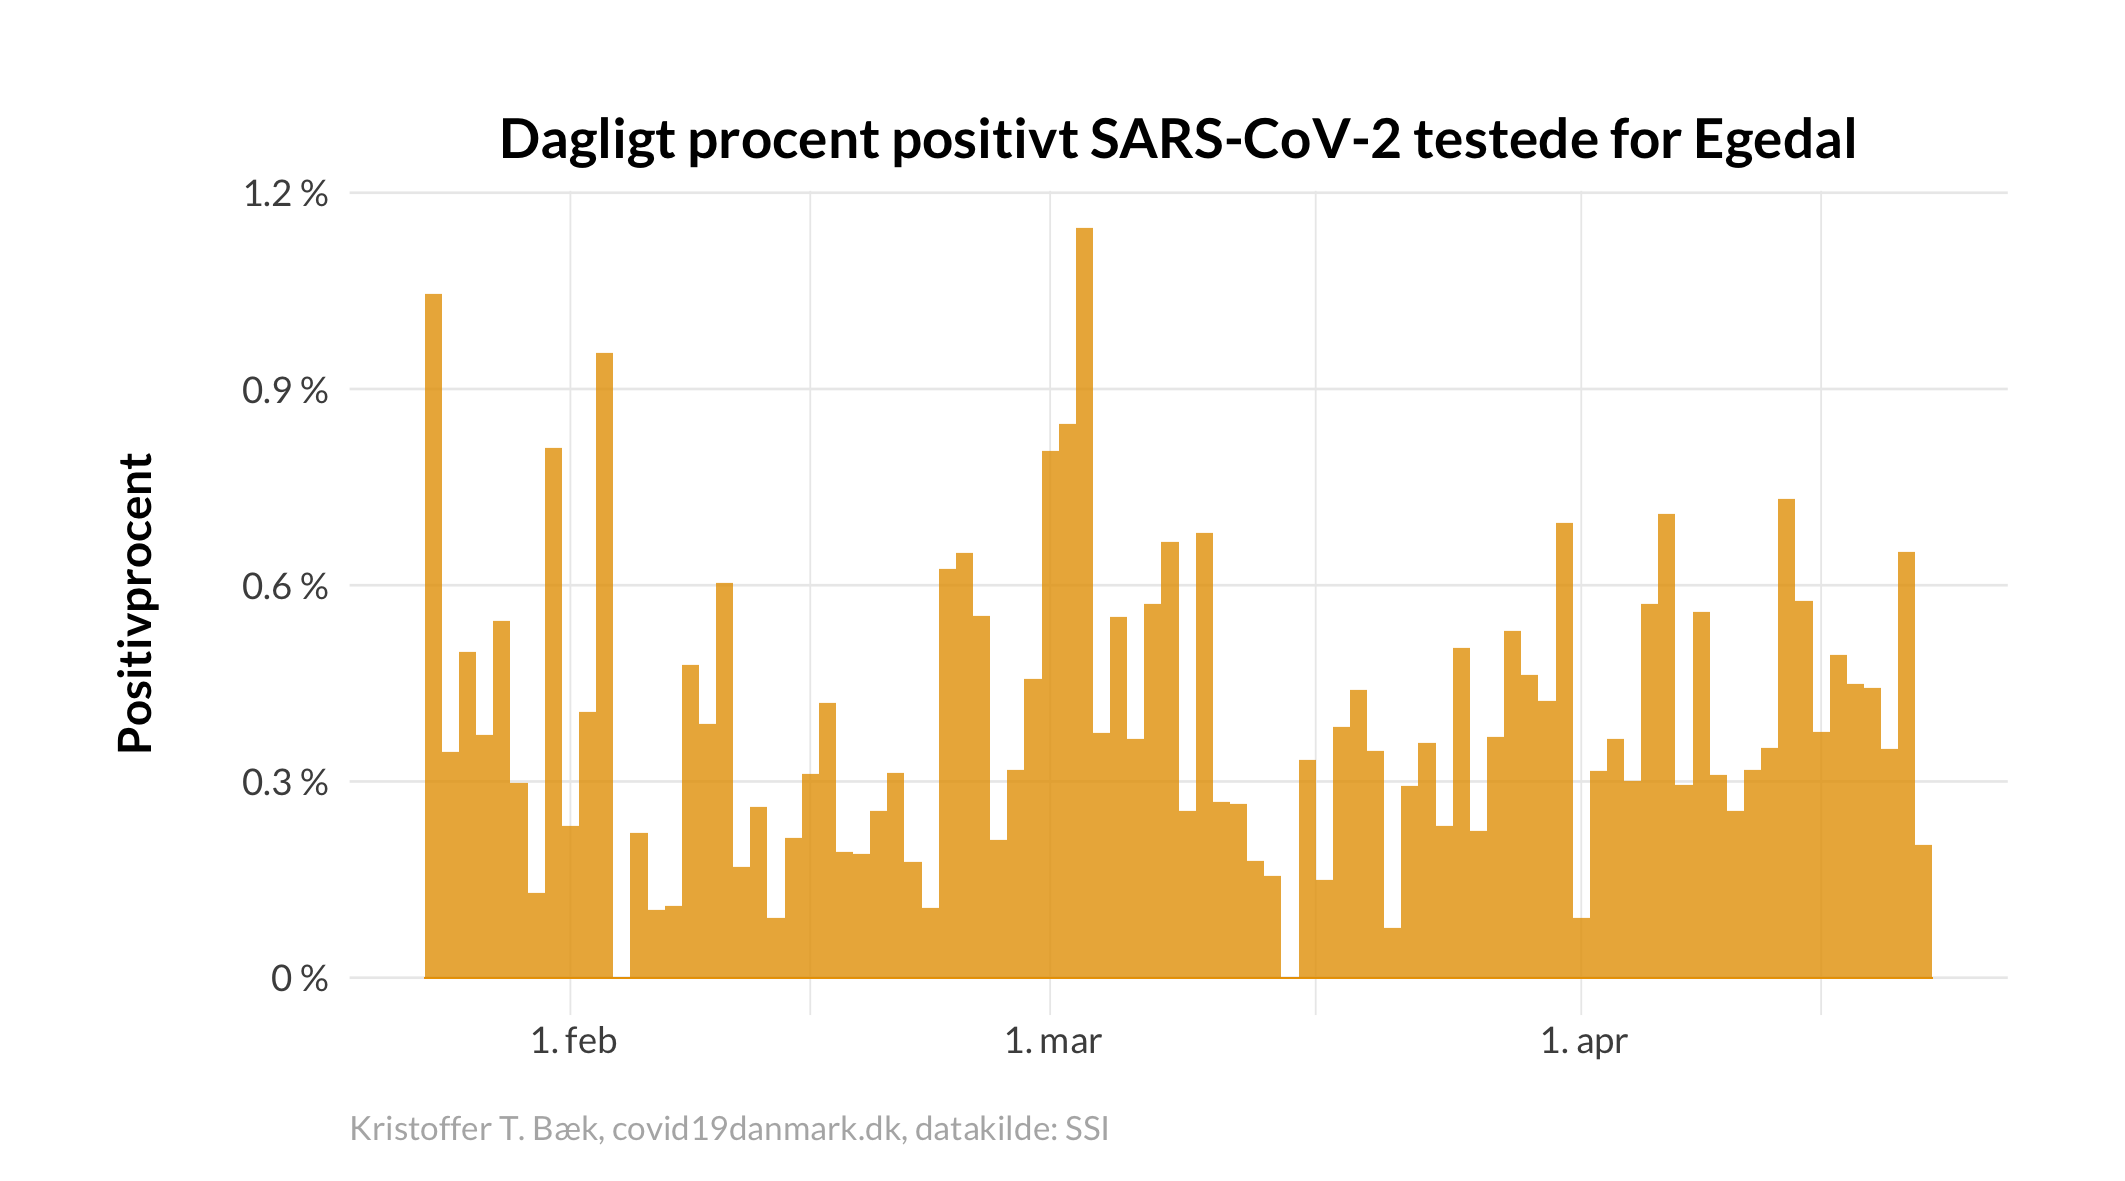 Dagligt procent positivt SARS-CoV-2 testede for Egedal
1.2 %
0.9 %
0.6 %
0.3 %
0 %
Positivprocent
1. feb
1. mar
1. apr
Kristoffer T. Bæk, covid19danmark.dk, datakilde: SSI